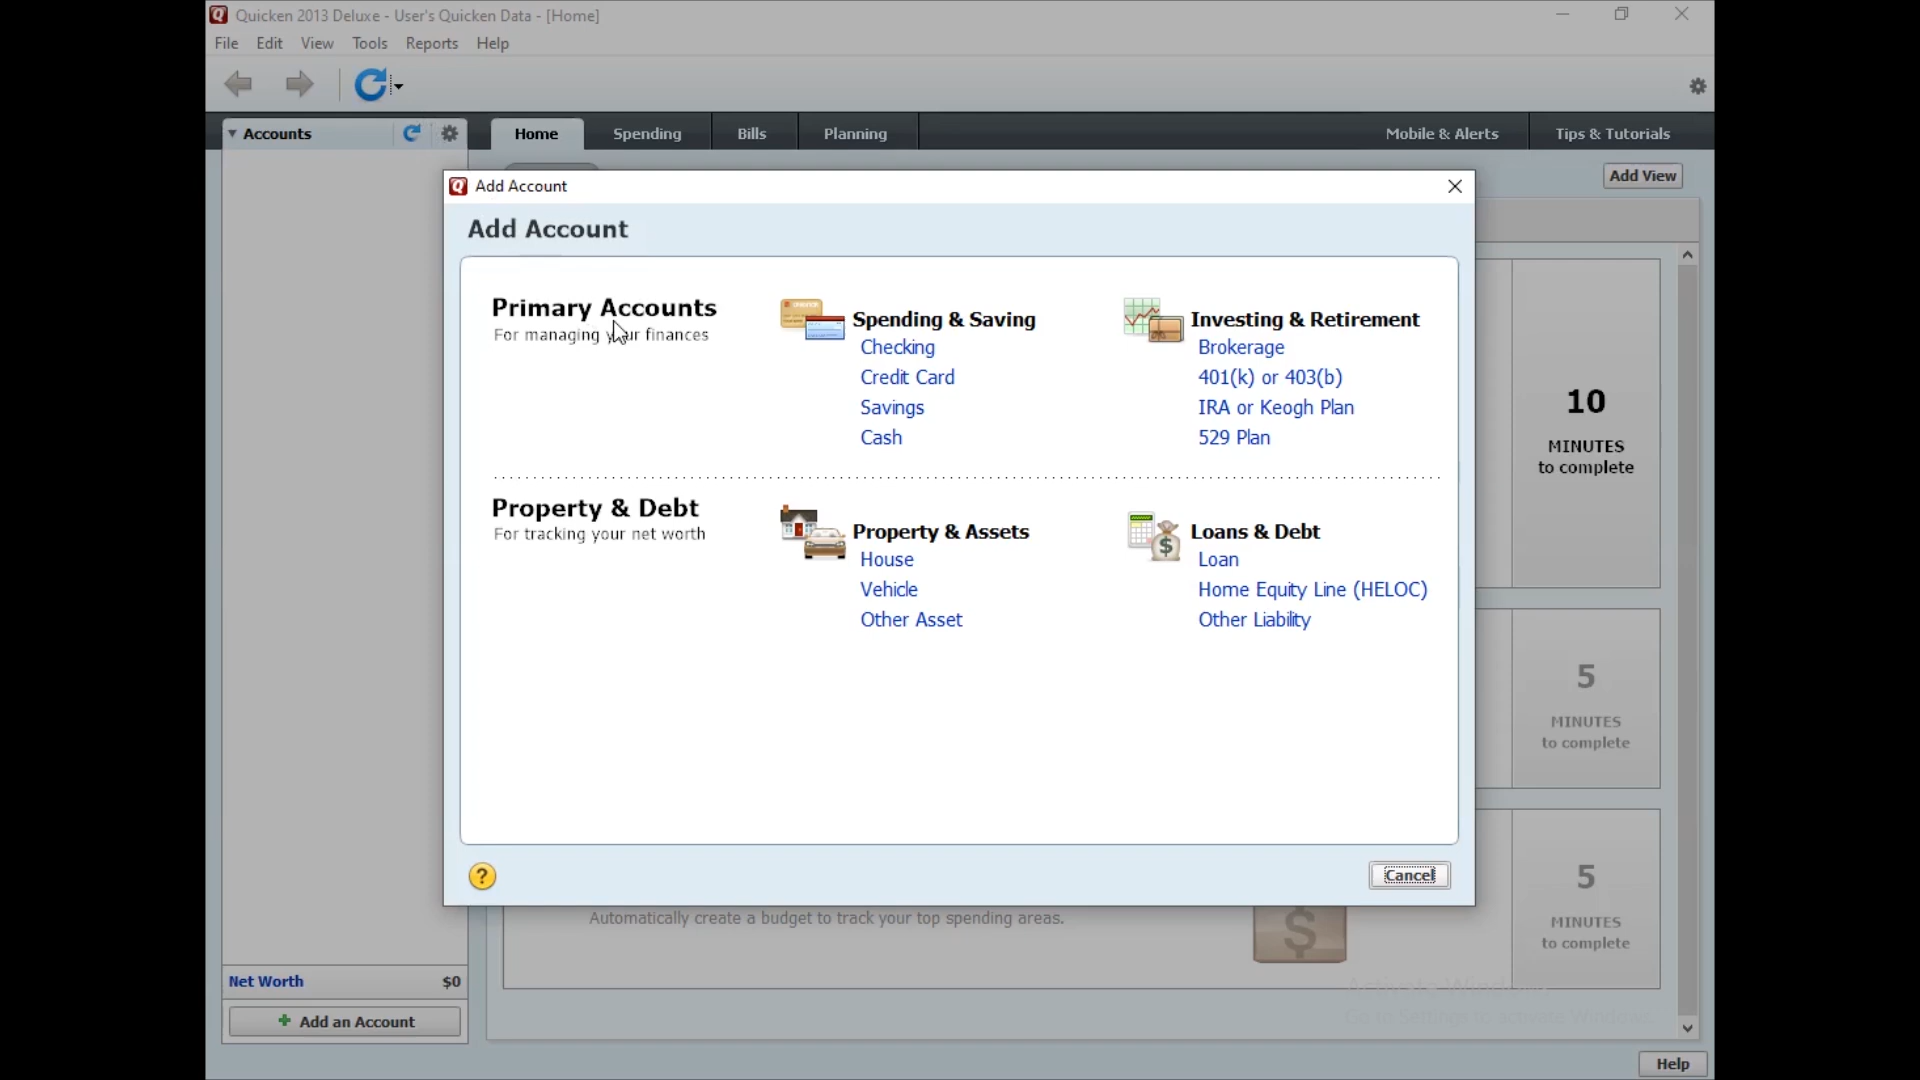 Quicken 2013 Deluxe - User's Quicken Data - [Home]
File Edit View Tools Reports Help
Accounts
Home Spending Bills Planning Mobile & Alerts Tips & Tutorials
Add View
Add Account
Add Account
Primary Accounts
For managing your finances
Spending & Saving
Checking
Credit Card
Savings
Cash
Investing & Retirement
Brokerage
401(k) or 403(b)
IRA or Keogh Plan
529 Plan
Property & Debt
For tracking your net worth
Property & Assets
House
Vehicle
Other Asset
Loans & Debt
Loan
Home Equity Line (HELOC)
Other Liability
Cancel
10
MINUTES
to complete
5
MINUTES
to complete
5
MINUTES
to complete
Automatically create a budget to track your top spending areas.
Net Worth $0
Add an Account
Help